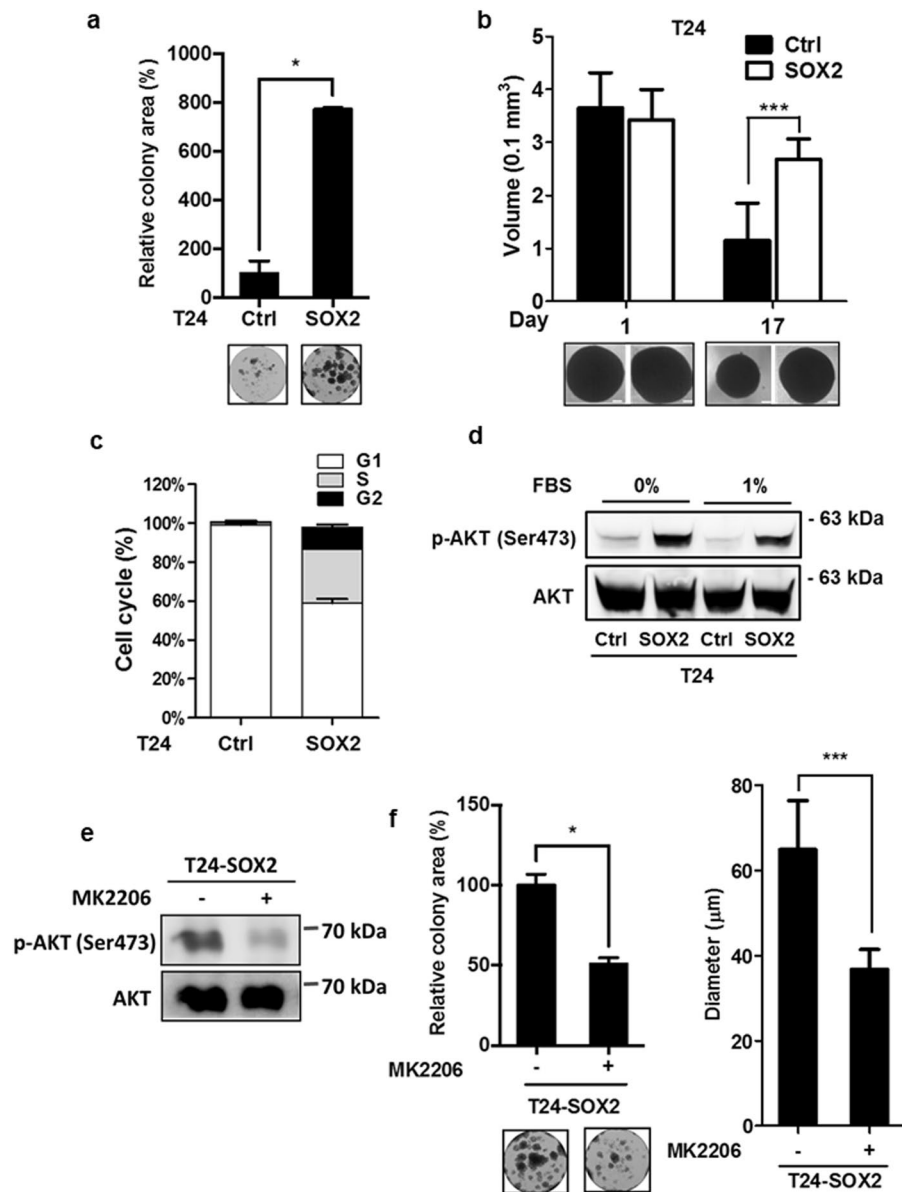 a
Relative colony area (%)
1000
800
600
400
200
0
*
T24 Ctrl SOX2
b
T24
Ctrl
SOX2
Volume (0.1 mm³)
5
4
3
2
1
0
***
Day 1 17
c
G1
S
G2
Cell cycle (%)
120%
100%
80%
60%
40%
20%
0%
T24 Ctrl SOX2
d
FBS 0% 1%
p-AKT (Ser473) - 63 kDa
AKT - 63 kDa
Ctrl SOX2 Ctrl SOX2
T24
e
T24-SOX2
MK2206 - +
p-AKT (Ser473) 70 kDa
AKT 70 kDa
f
Relative colony area (%)
150
100
50
0
*
MK2206 - +
T24-SOX2
Diameter (μm)
80
60
40
20
0
***
MK2206 - +
T24-SOX2